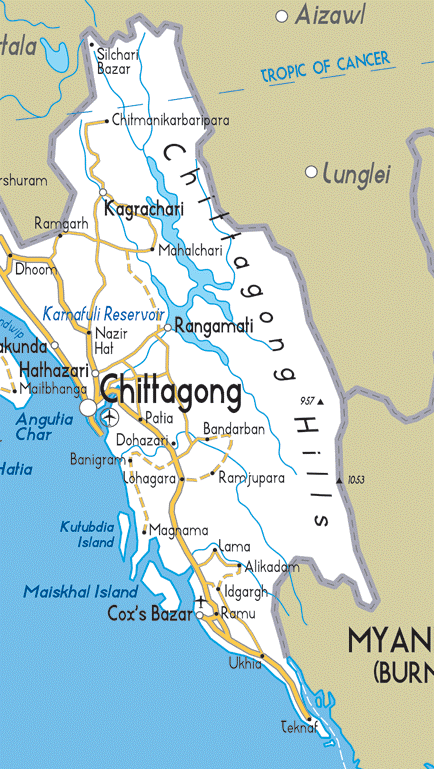 Aizawl
tala
Silchari
Bazar
TROPIC OF CANCER
Chitmanikarbaripara
Lunglei
rshuram
Kagrachari
Ramgarh
Mahalchari
Dhoom
Chittagong Hills
Karnafuli Reservoir
Rangamati
ndwip
Nazir
Hat
akunda
Hathazari
Maitbhanga
Chittagong
957
Angutia
Char
Patia
Bandarban
Dohazari
Hatia
Banigram
Lohagara
Ramjupara
1053
Kutubdia
Island
Magnama
Lama
Alikadam
Maiskhal Island
Idgargh
Cox's Bazar
Ramu
MYAN
(BURM
Ukhia
Teknaf